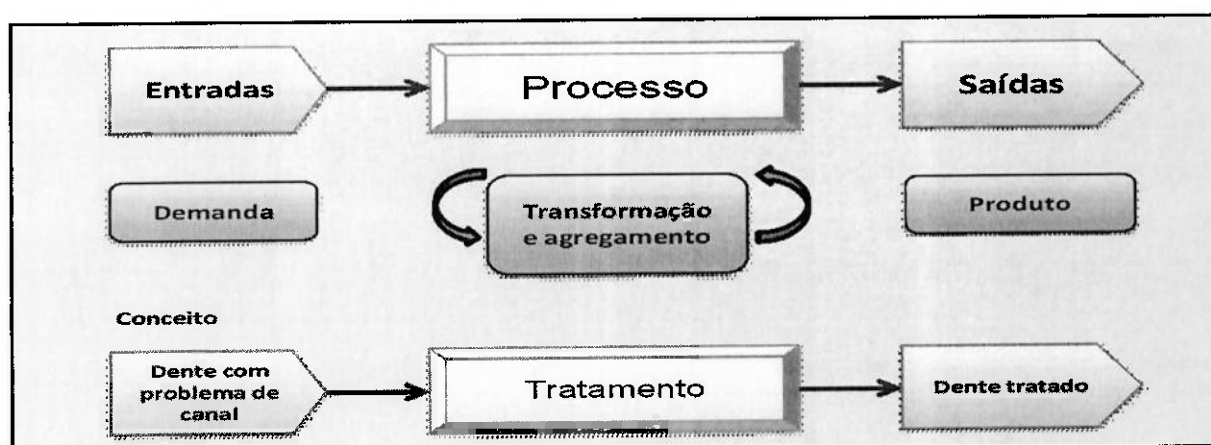 Entradas
Processo
Saídas
Demanda
Transformação
e agregamento
Produto
Conceito
Dente com
problema de
canal
Tratamento
Dente tratado